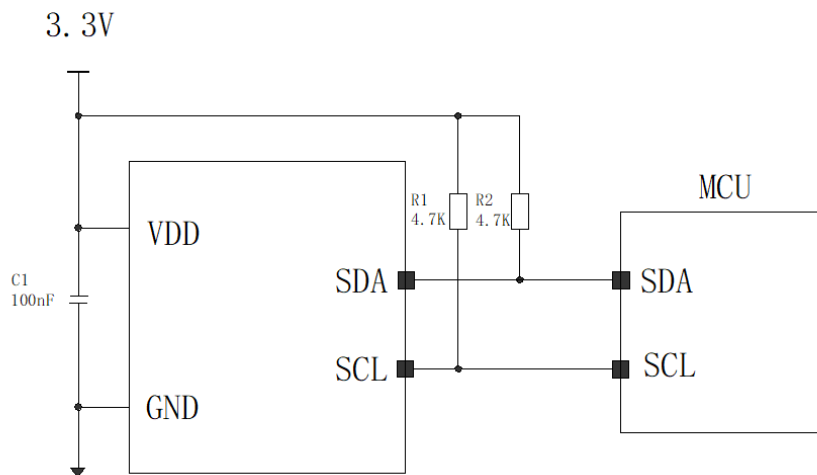 3.3V
MCU
R1
4.7K
R2
4.7K
VDD
C1
100nF
SDA
SDA
SCL
SCL
GND